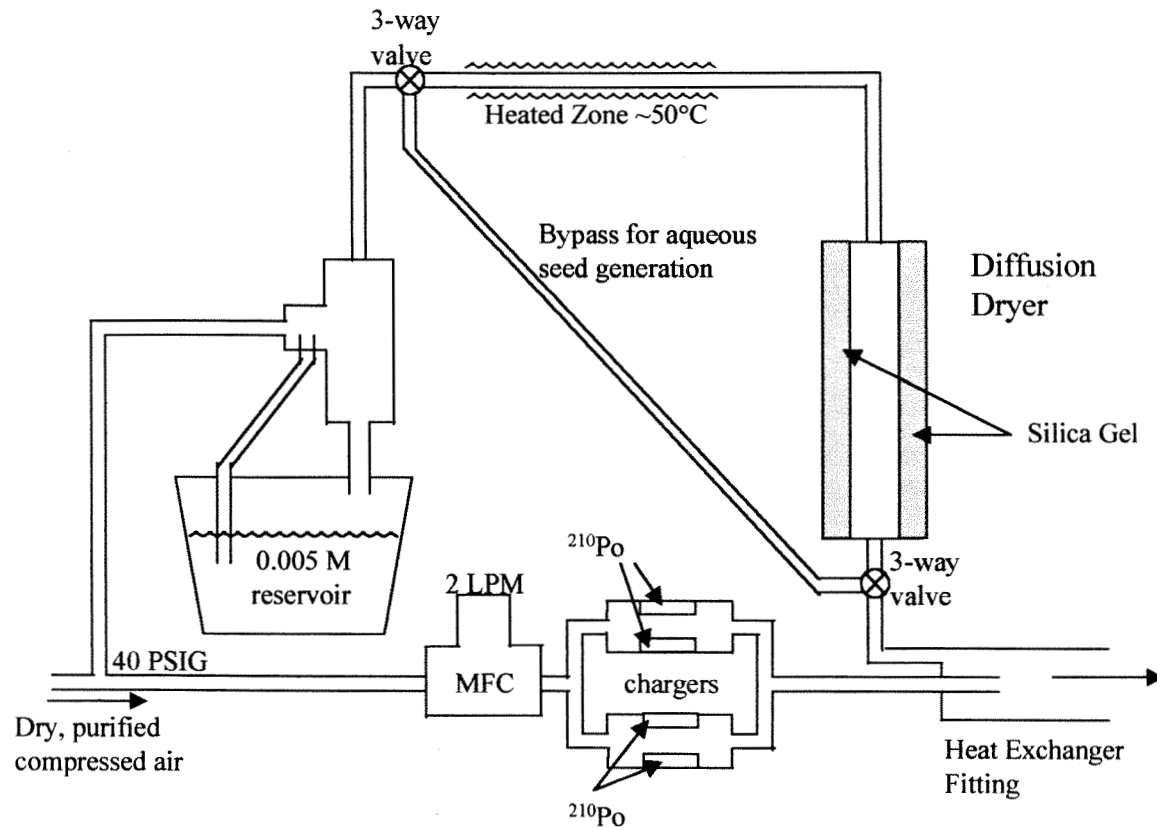 3-way
valve
Heated Zone ~50°C
Bypass for aqueous
seed generation
Diffusion
Dryer
Silica Gel
0.005 M
reservoir
²¹⁰Po
3-way
valve
2 LPM
40 PSIG
MFC
chargers
Dry, purified
compressed air
Heat Exchanger
Fitting
²¹⁰Po